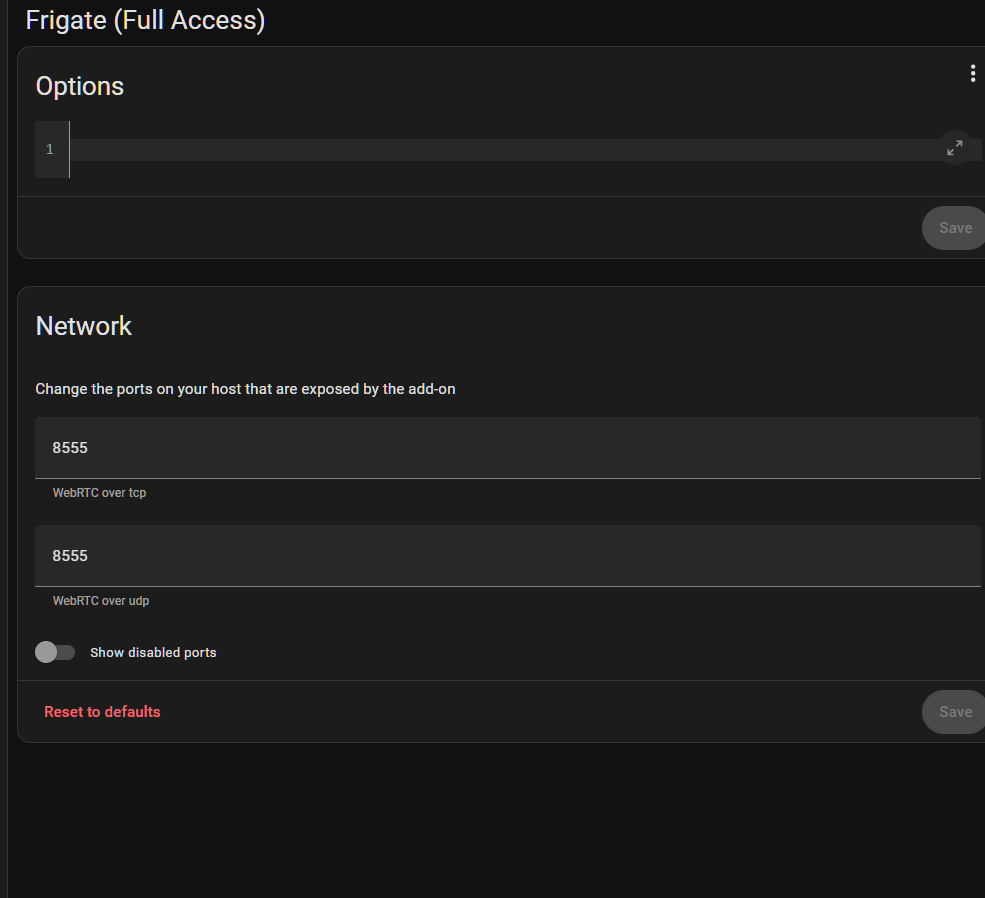 Frigate (Full Access)
Options
1
Save
Network
Change the ports on your host that are exposed by the add-on
8555
WebRTC over tcp
8555
WebRTC over udp
Show disabled ports
Reset to defaults
Save